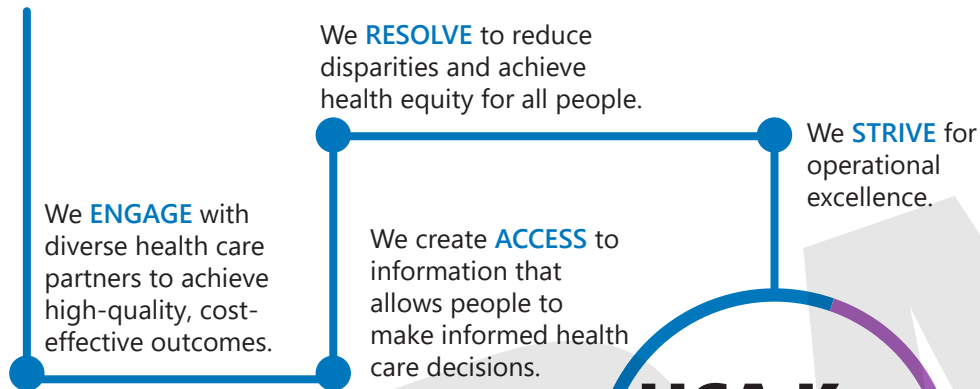 We RESOLVE to reduce
disparities and achieve
health equity for all people.
We STRIVE for
operational
excellence.
We ENGAGE with
diverse health care
partners to achieve
high-quality, cost-
effective outcomes.
We create ACCESS to
information that
allows people to
make informed health
care decisions.